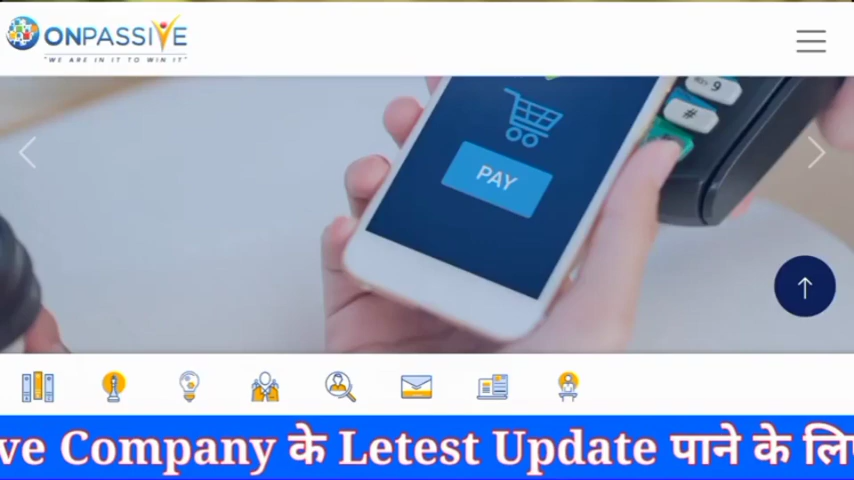 ONPASSIVE
"WE ARE IN IT TO WIN IT"
9
#
PAY
ve Company के Letest Update पाने के